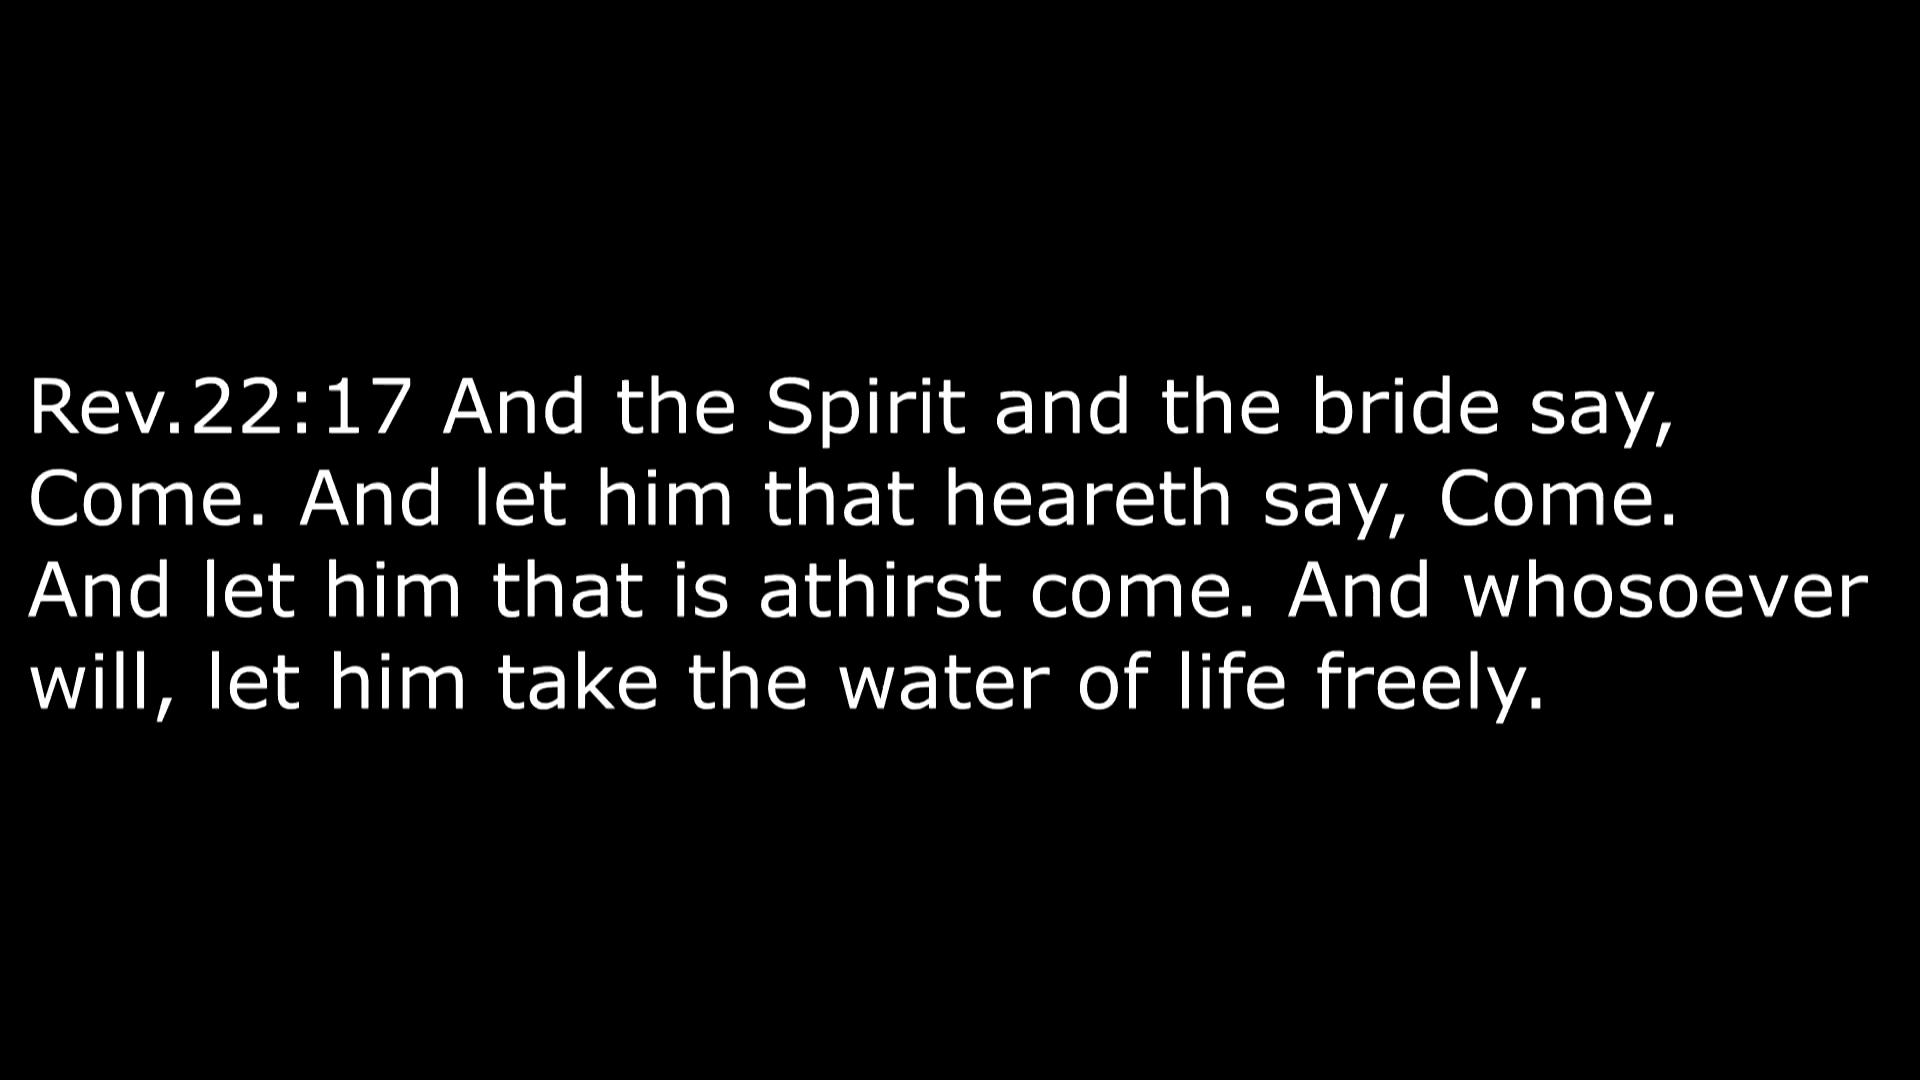 Rev.22:17 And the Spirit and the bride say,
Come. And let him that heareth say, Come.
And let him that is athirst come. And whosoever
will, let him take the water of life freely.